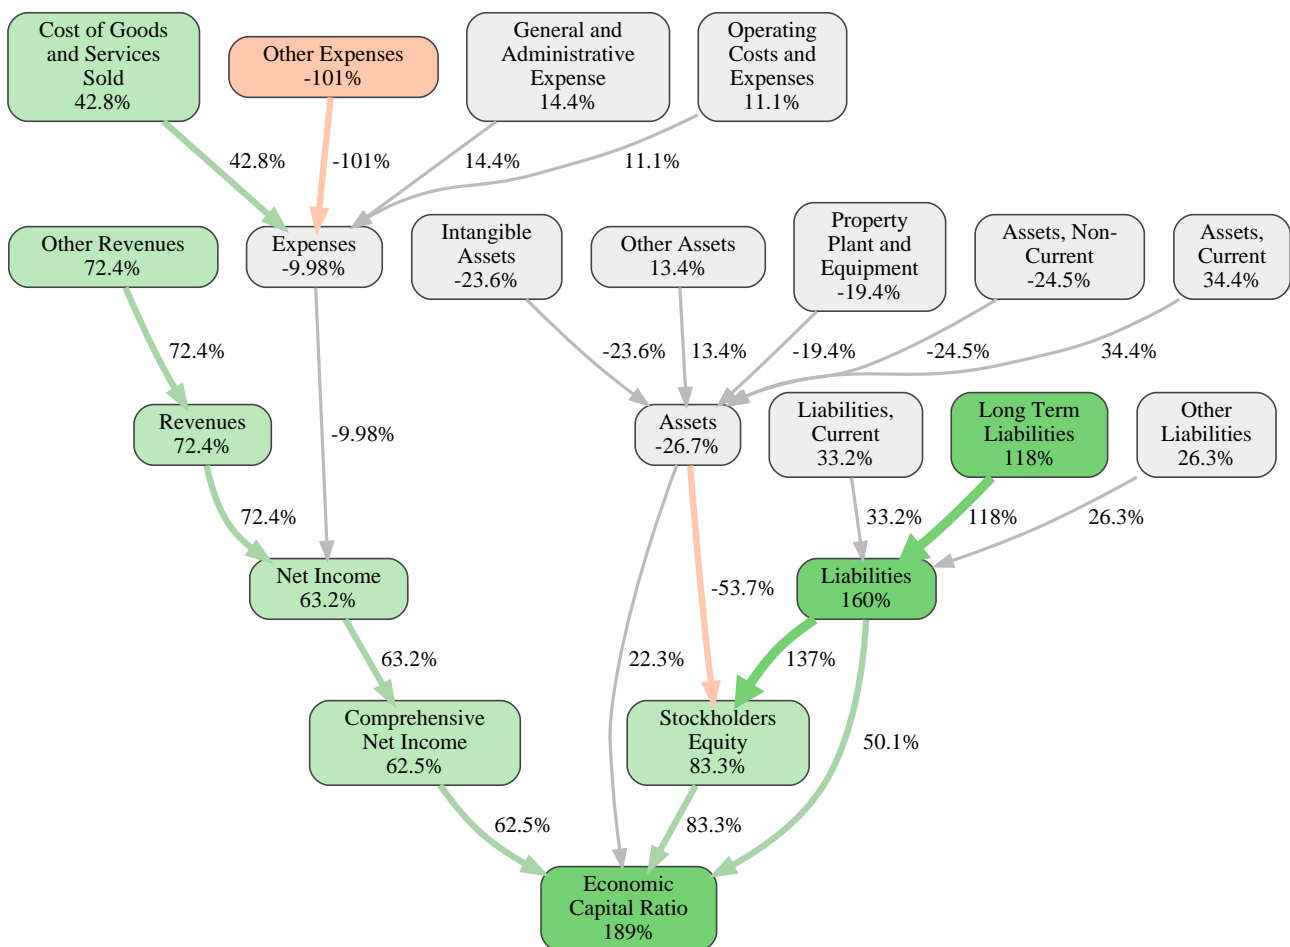 Cost of Goods
and Services
Sold
42.8%
Other Expenses
-101%
General and
Administrative
Expense
14.4%
Operating
Costs and
Expenses
11.1%
42.8%
-101%
14.4%
11.1%
Other Revenues
72.4%
Expenses
-9.98%
Intangible
Assets
-23.6%
Other Assets
13.4%
Property
Plant and
Equipment
-19.4%
Assets, Non-
Current
-24.5%
Assets,
Current
34.4%
72.4%
-23.6%
13.4%
-19.4%
-24.5%
34.4%
Revenues
72.4%
-9.98%
Assets
-26.7%
Liabilities,
Current
33.2%
Long Term
Liabilities
118%
Other
Liabilities
26.3%
72.4%
33.2%
118%
26.3%
Net Income
63.2%
-53.7%
Liabilities
160%
63.2%
22.3%
137%
Comprehensive
Net Income
62.5%
Stockholders
Equity
83.3%
50.1%
62.5%
83.3%
Economic
Capital Ratio
189%